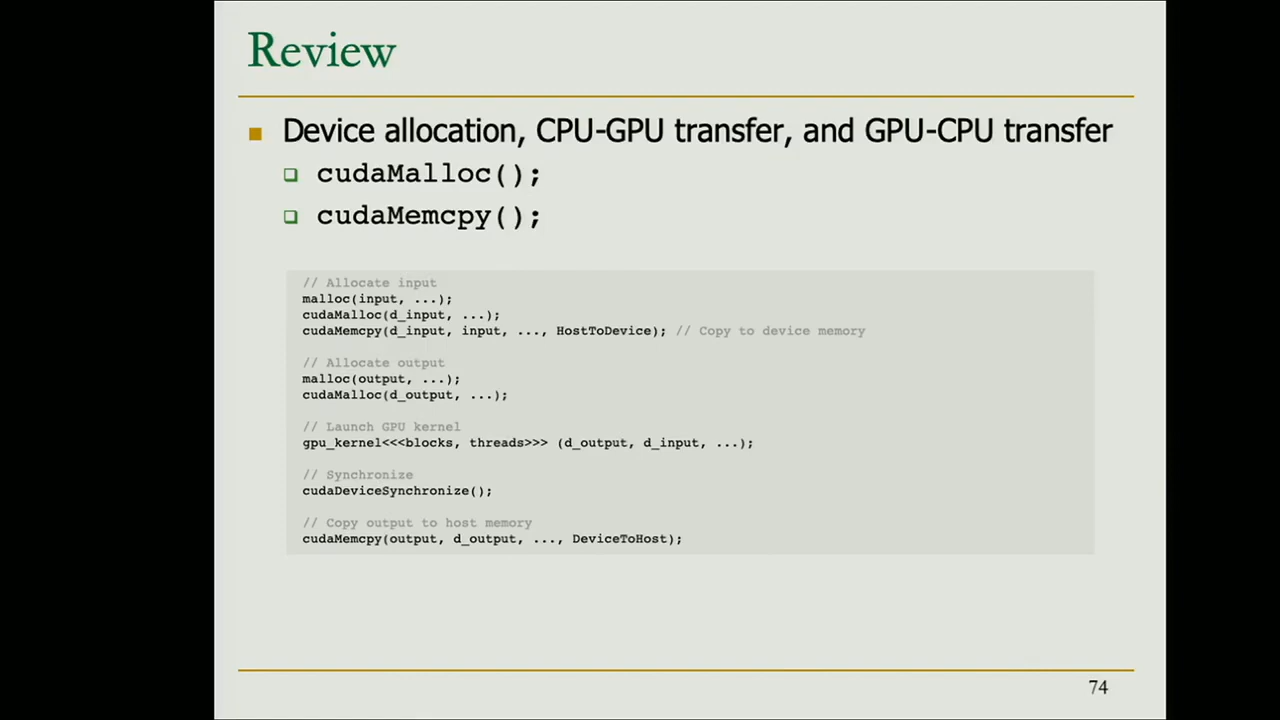 Review
Device allocation, CPU-GPU transfer, and GPU-CPU transfer
cudaMalloc();
cudaMemcpy();
// Allocate input
malloc(input, ...);
cudaMalloc(d_input, ...);
cudaMemcpy(d_input, input, ..., HostToDevice); // Copy to device memory
// Allocate output
malloc(output, ...);
cudaMalloc(d_output, ...);
// Launch GPU kernel
gpu_kernel<<<blocks, threads>>> (d_output, d_input, ...);
// Synchronize
cudaDeviceSynchronize();
// Copy output to host memory
cudaMemcpy(output, d_output, ..., DeviceToHost);
74